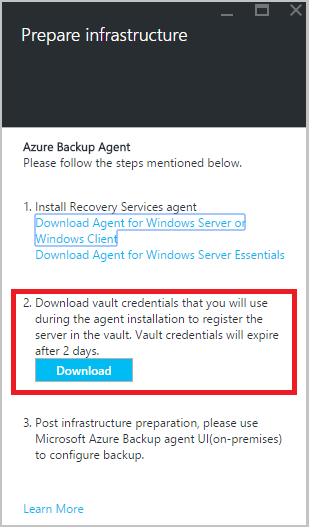 Prepare infrastructure
Azure Backup Agent
Please follow the steps mentioned below.
1. Install Recovery Services agent
Download Agent for Windows Server or
Windows Client
Download Agent for Windows Server Essentials
2. Download vault credentials that you will use
during the agent installation to register the
server in the vault. Vault credentials will expire
after 2 days.
Download
3. Post infrastructure preparation, please use
Microsoft Azure Backup agent UI(on-premises)
to configure backup.
Learn More